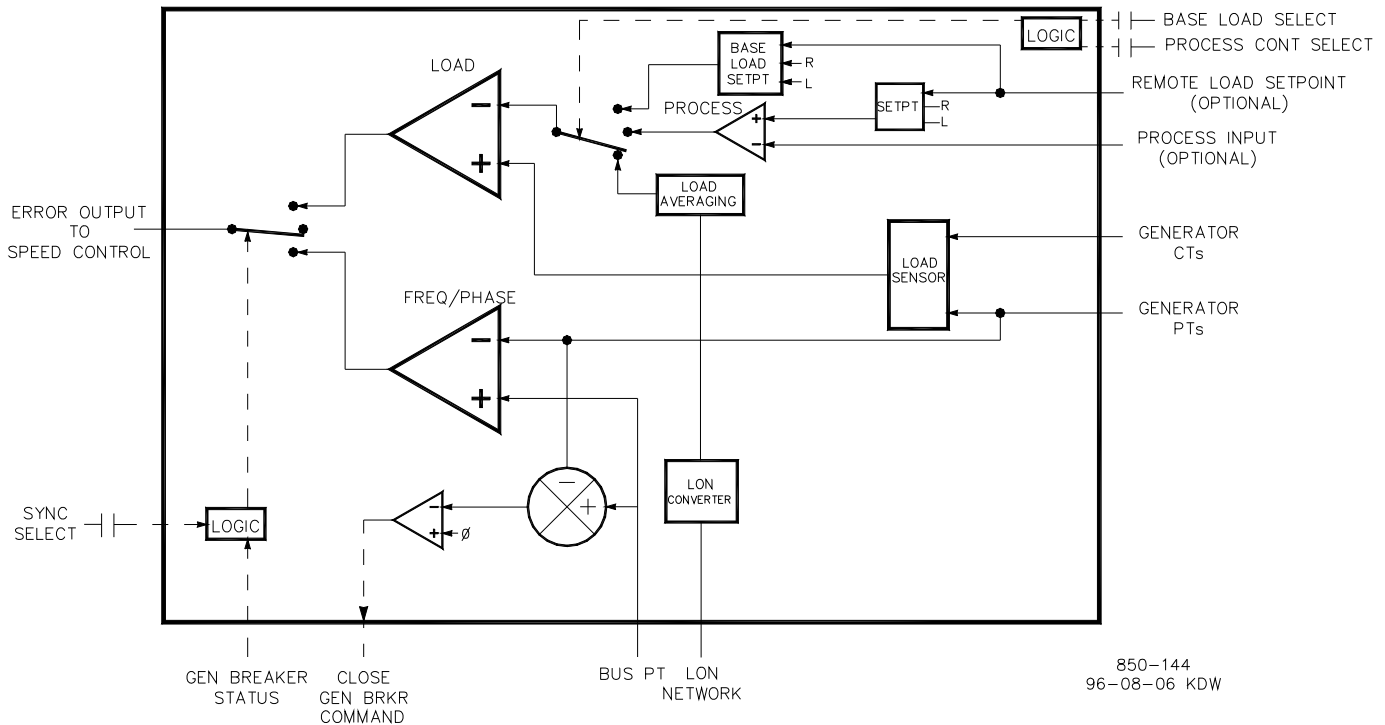 BASE LOAD SELECT
LOGIC
PROCESS CONT SELECT
BASE
LOAD
SETPT
R
L
LOAD
REMOTE LOAD SETPOINT
(OPTIONAL)
SETPT
R
L
PROCESS
+
−
−
+
PROCESS INPUT
(OPTIONAL)
LOAD
AVERAGING
ERROR OUTPUT
TO
SPEED CONTROL
GENERATOR
CTs
LOAD
SENSOR
FREQ/PHASE
GENERATOR
PTs
−
+
LON
CONVERTER
−
+
−
+
Ø
SYNC
SELECT
LOGIC
GEN BREAKER
STATUS
CLOSE
GEN BRKR
COMMAND
BUS PT
LON
NETWORK
850-144
96-08-06 KDW